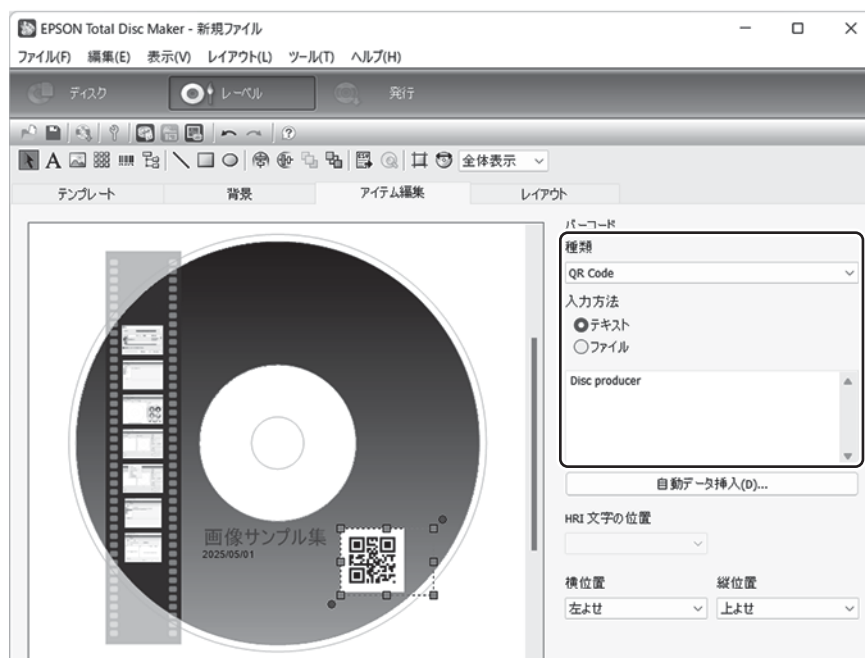 EPSON Total Disc Maker - 新規ファイル
ファイル(F) 編集(E) 表示(V) レイアウト(L) ツール(T) ヘルプ(H)
ディスク レーベル 発行
A 全体表示
テンプレート 背景 アイテム編集 レイアウト
バーコード
種類
QR Code
入力方法
テキスト
ファイル
Disc producer
自動データ挿入(D)...
HRI 文字の位置
横位置 縦位置
左よせ 上よせ
画像サンプル集
2025/05/01